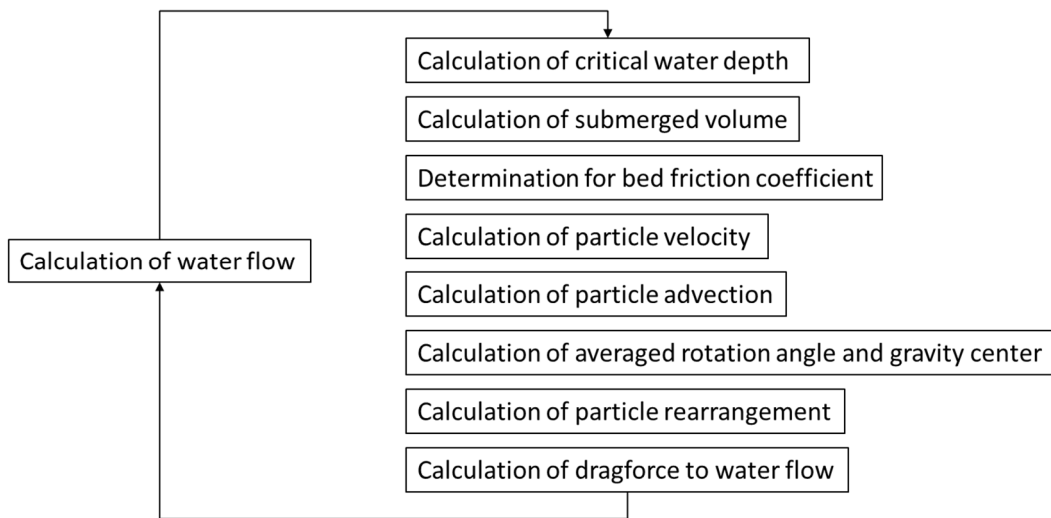 Calculation of critical water depth
Calculation of submerged volume
Determination for bed friction coefficient
Calculation of particle velocity
Calculation of water flow
Calculation of particle advection
Calculation of averaged rotation angle and gravity center
Calculation of particle rearrangement
Calculation of dragforce to water flow